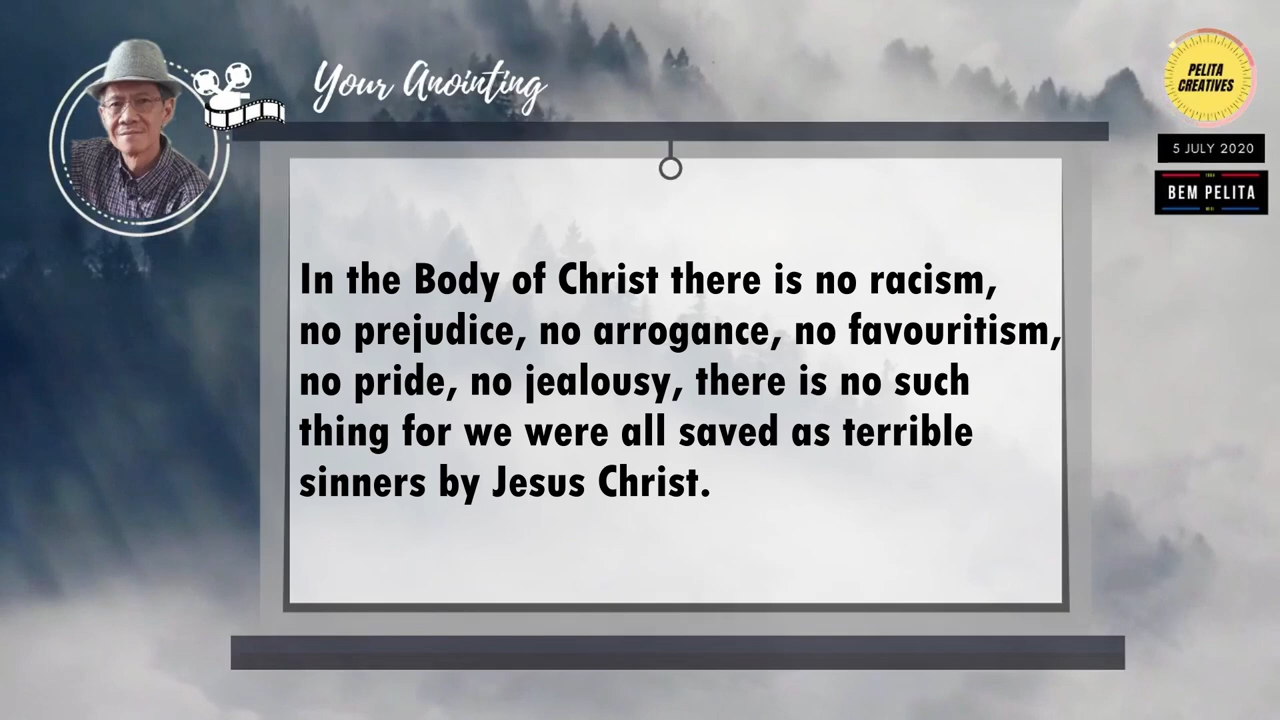 Your Anointing
PELITA
CREATIVES
5 JULY 2020
1984
BEM PELITA
MIRI
In the Body of Christ there is no racism,
no prejudice, no arrogance, no favouritism,
no pride, no jealousy, there is no such
thing for we were all saved as terrible
sinners by Jesus Christ.